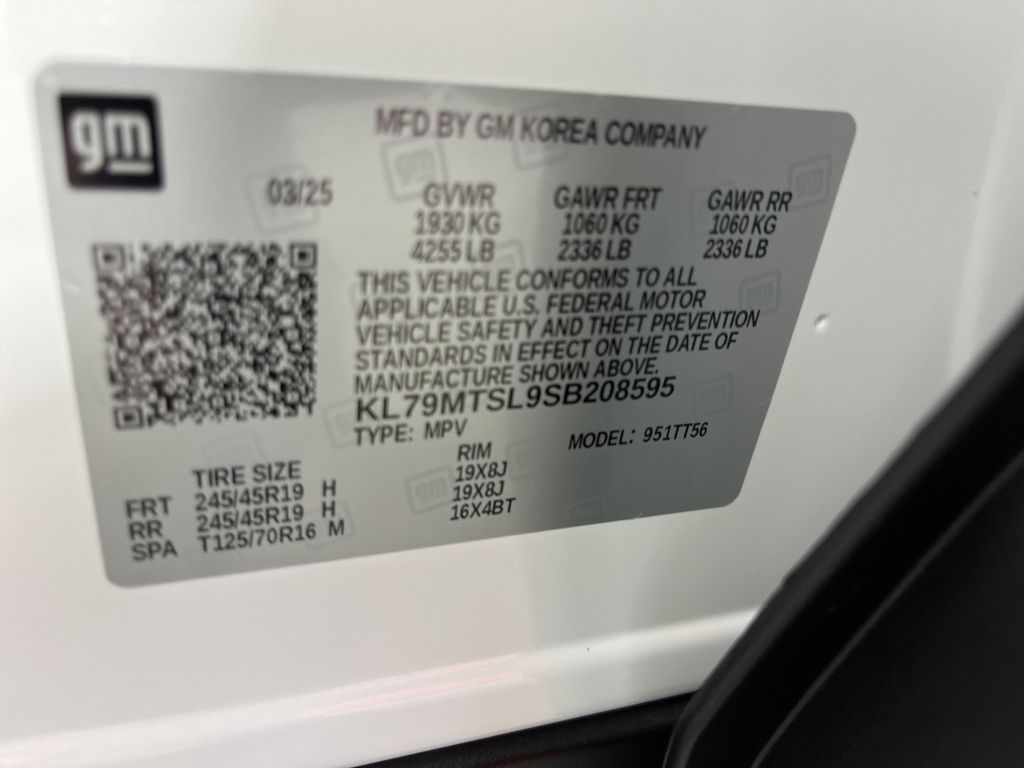 gm
MFD BY GM KOREA COMPANY
03/25 GVWR GAWR FRT GAWR RR
1930 KG 1060 KG 1060 KG
4255 LB 2336 LB 2336 LB
THIS VEHICLE CONFORMS TO ALL
APPLICABLE U.S. FEDERAL MOTOR
VEHICLE SAFETY AND THEFT PREVENTION
STANDARDS IN EFFECT ON THE DATE OF
MANUFACTURE SHOWN ABOVE.
KL79MTSL9SB208595
TYPE: MPV MODEL: 951TT56
TIRE SIZE RIM
FRT 245/45R19 H 19X8J
RR 245/45R19 H 19X8J
SPA T125/70R16 M 16X4BT